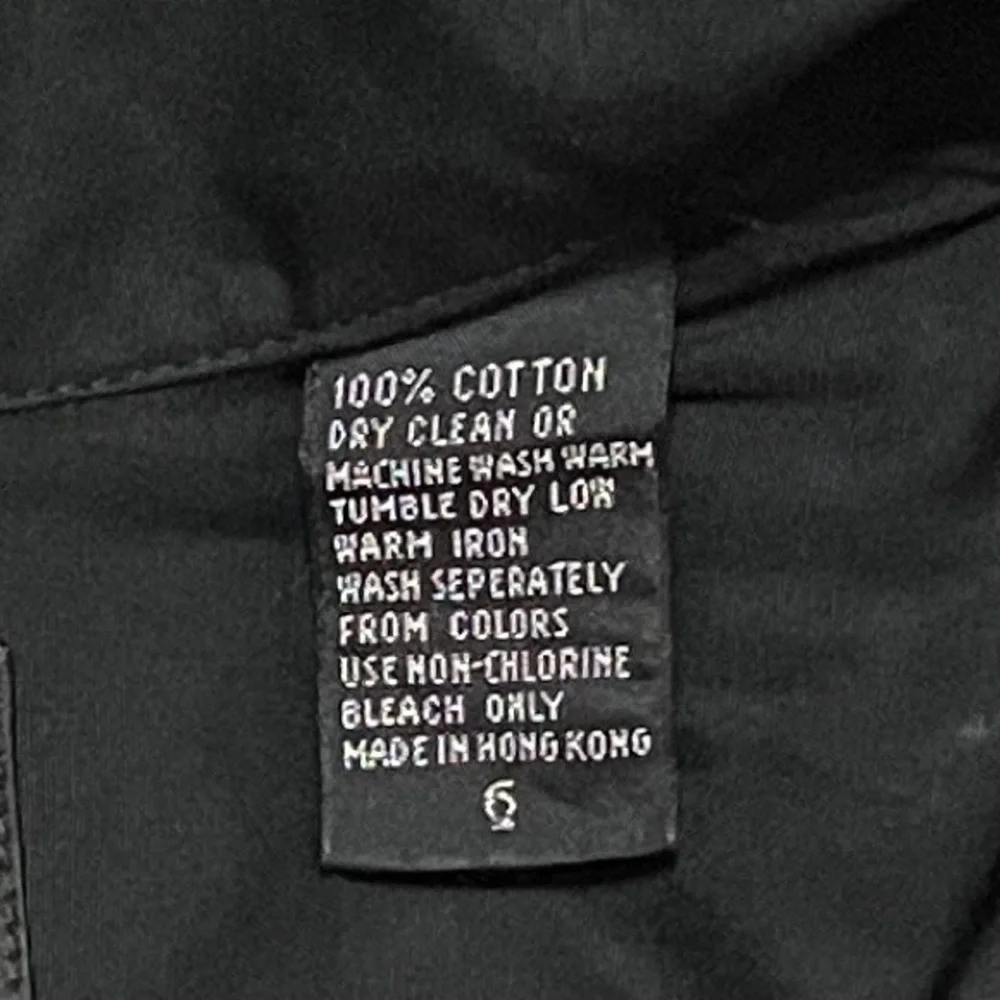 100% COTTON
DRY CLEAN OR
MACHINE WASH WARM
TUMBLE DRY LOW
WARM IRON
WASH SEPERATELY
FROM COLORS
USE NON-CHLORINE
BLEACH ONLY
MADE IN HONG KONG
6